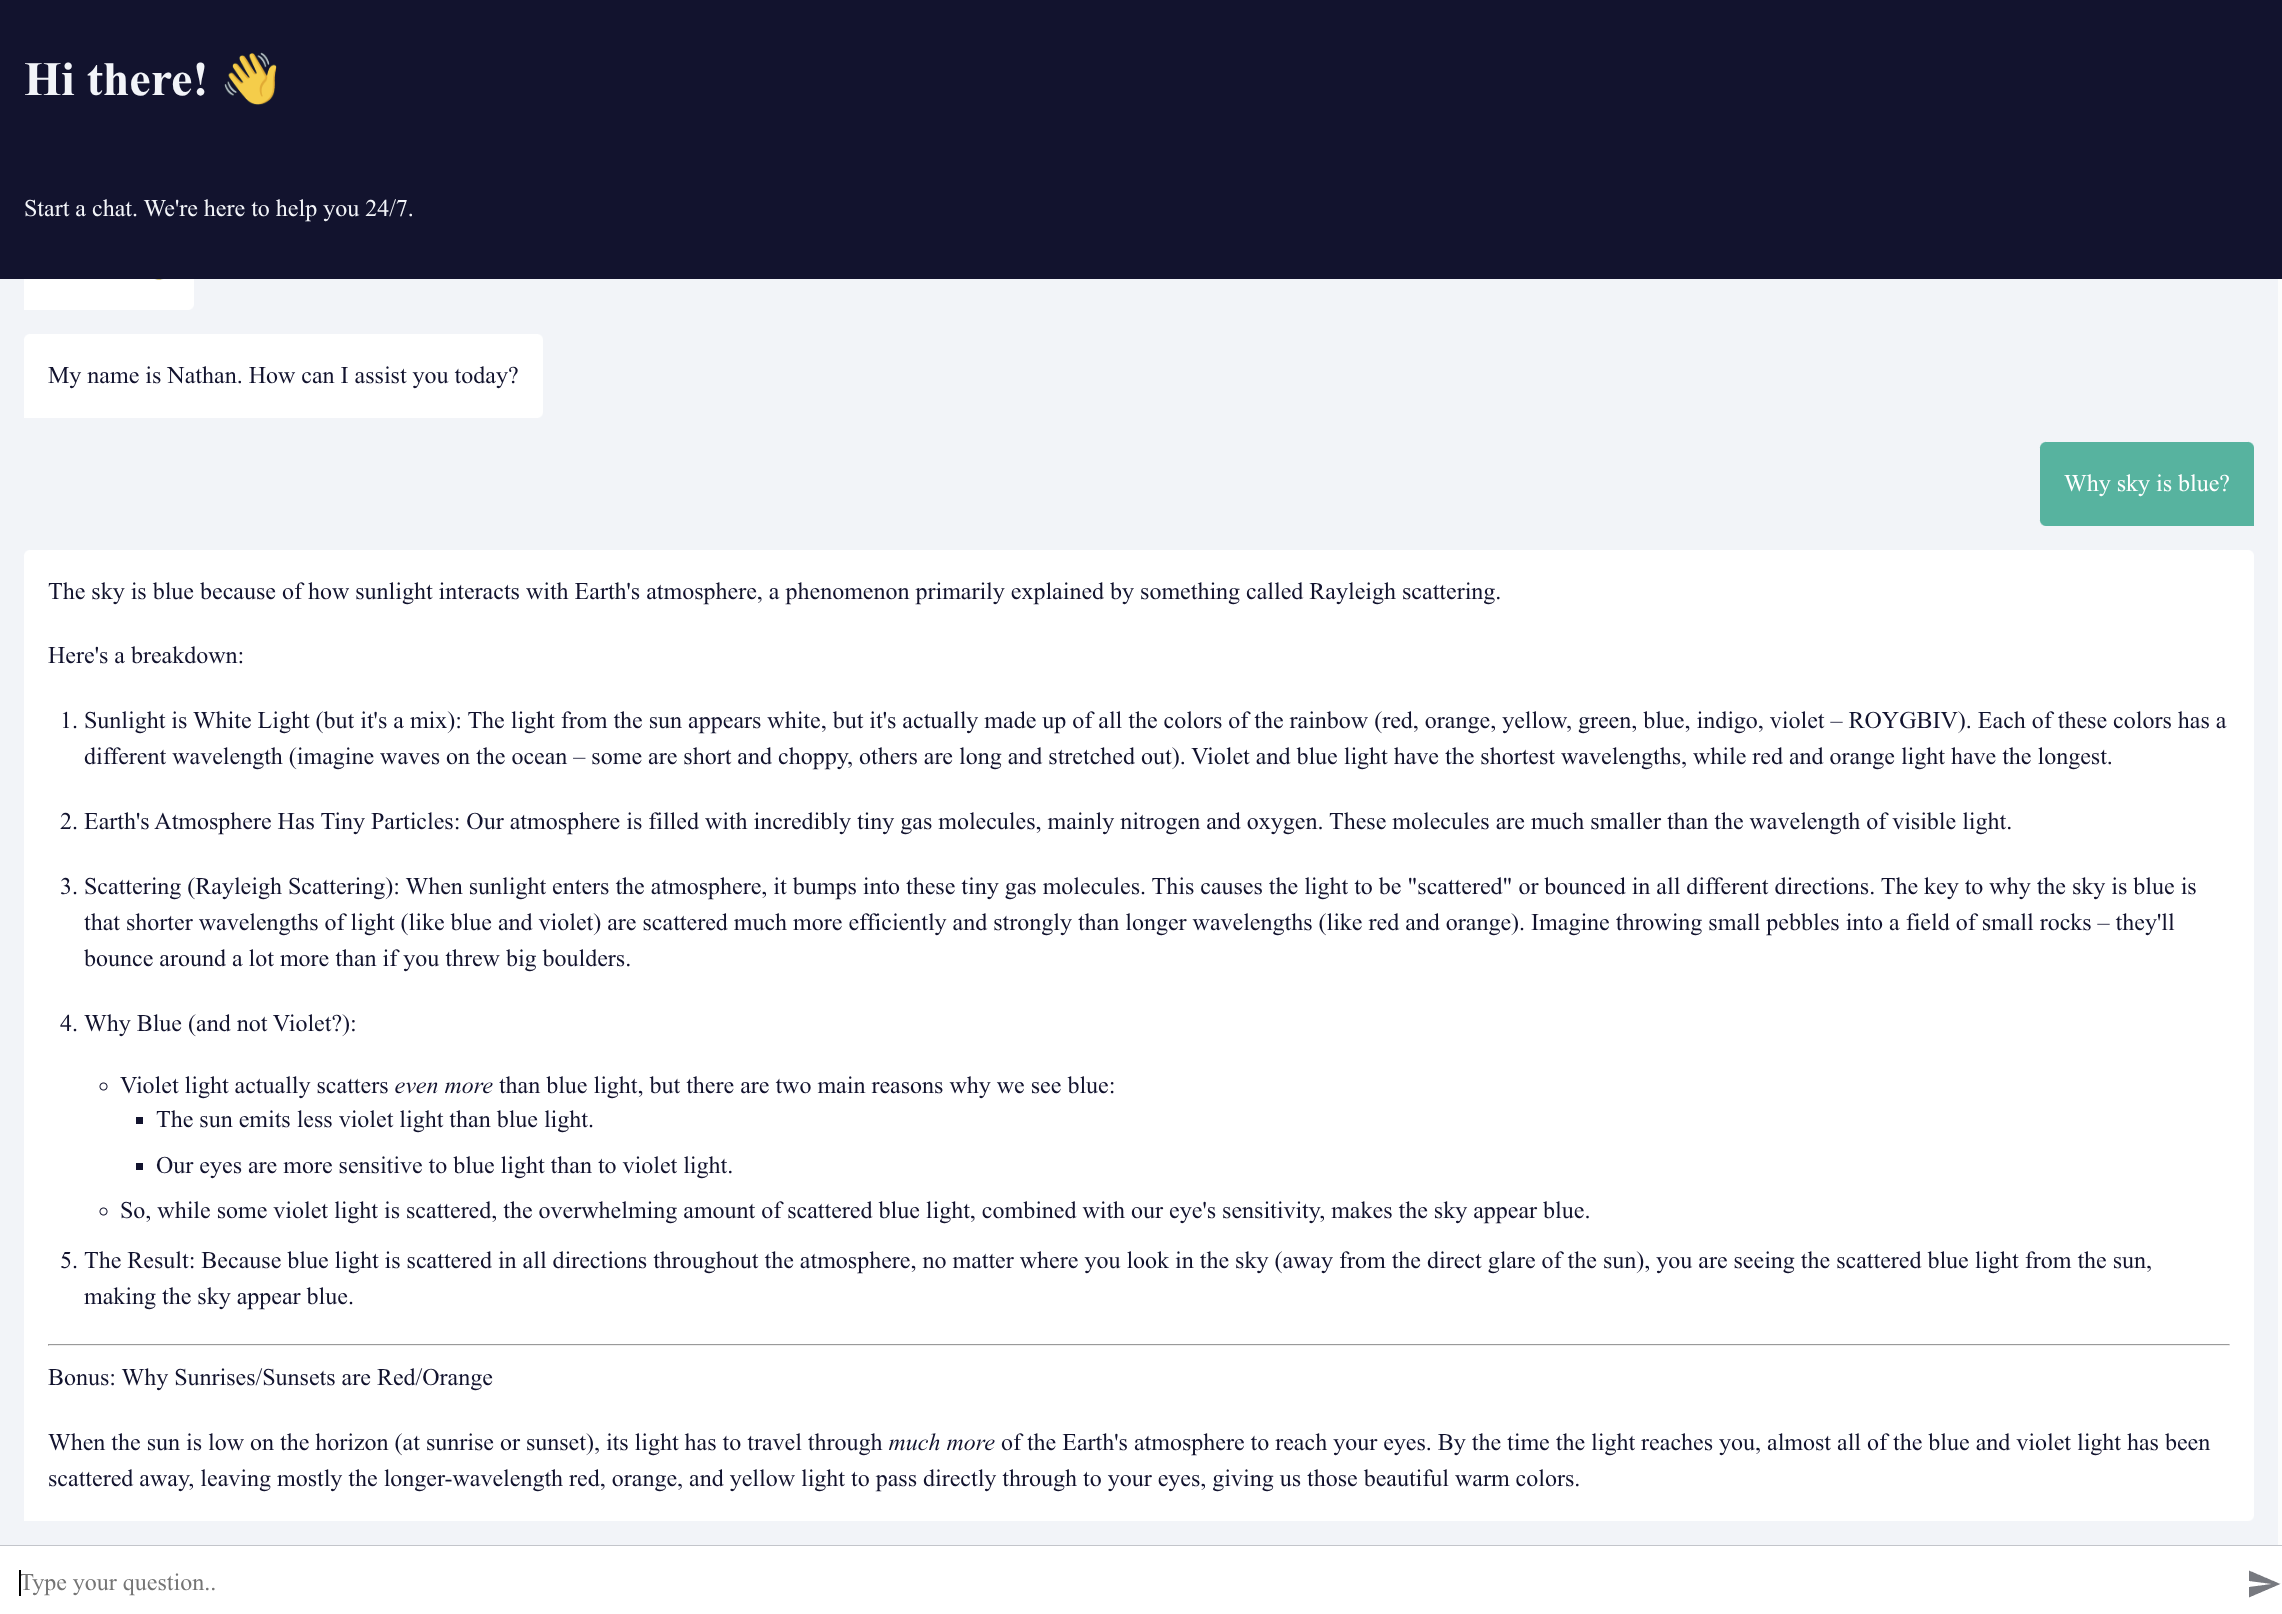 Hi there! 👋
Start a chat. We're here to help you 24/7.
My name is Nathan. How can I assist you today?
Why sky is blue?
The sky is blue because of how sunlight interacts with Earth's atmosphere, a phenomenon primarily explained by something called Rayleigh scattering.
Here's a breakdown:
1. Sunlight is White Light (but it's a mix): The light from the sun appears white, but it's actually made up of all the colors of the rainbow (red, orange, yellow, green, blue, indigo, violet – ROYGBIV). Each of these colors has a
different wavelength (imagine waves on the ocean – some are short and choppy, others are long and stretched out). Violet and blue light have the shortest wavelengths, while red and orange light have the longest.
2. Earth's Atmosphere Has Tiny Particles: Our atmosphere is filled with incredibly tiny gas molecules, mainly nitrogen and oxygen. These molecules are much smaller than the wavelength of visible light.
3. Scattering (Rayleigh Scattering): When sunlight enters the atmosphere, it bumps into these tiny gas molecules. This causes the light to be "scattered" or bounced in all different directions. The key to why the sky is blue is
that shorter wavelengths of light (like blue and violet) are scattered much more efficiently and strongly than longer wavelengths (like red and orange). Imagine throwing small pebbles into a field of small rocks – they'll
bounce around a lot more than if you threw big boulders.
4. Why Blue (and not Violet?):
◦ Violet light actually scatters even more than blue light, but there are two main reasons why we see blue:
▪ The sun emits less violet light than blue light.
▪ Our eyes are more sensitive to blue light than to violet light.
◦ So, while some violet light is scattered, the overwhelming amount of scattered blue light, combined with our eye's sensitivity, makes the sky appear blue.
5. The Result: Because blue light is scattered in all directions throughout the atmosphere, no matter where you look in the sky (away from the direct glare of the sun), you are seeing the scattered blue light from the sun,
making the sky appear blue.
Bonus: Why Sunrises/Sunsets are Red/Orange
When the sun is low on the horizon (at sunrise or sunset), its light has to travel through much more of the Earth's atmosphere to reach your eyes. By the time the light reaches you, almost all of the blue and violet light has been
scattered away, leaving mostly the longer-wavelength red, orange, and yellow light to pass directly through to your eyes, giving us those beautiful warm colors.
Type your question..